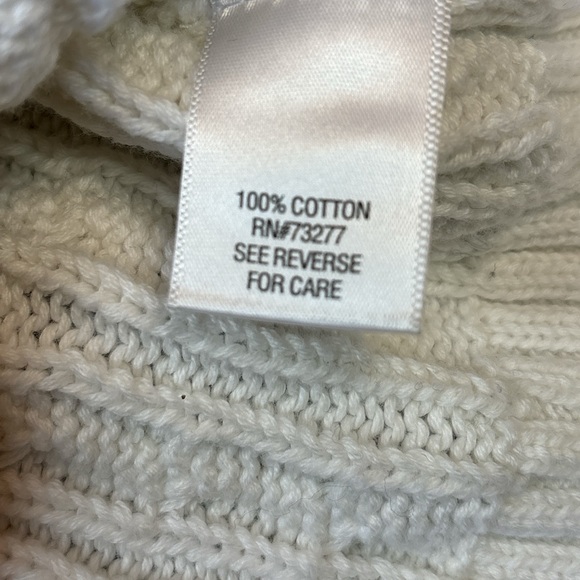 100% COTTON
RN#73277
SEE REVERSE
FOR CARE